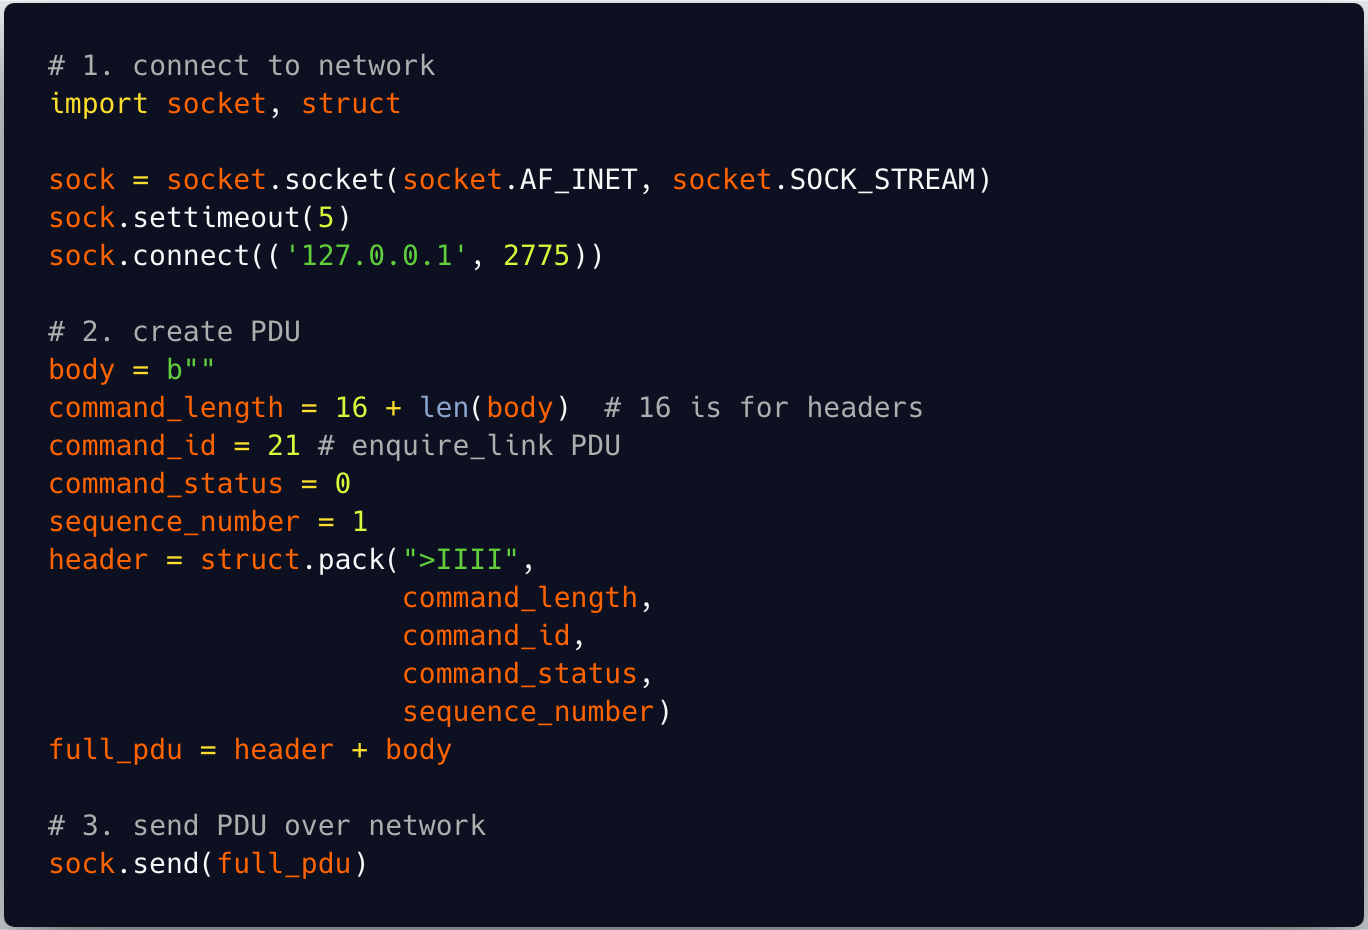 # 1. connect to network
import socket, struct

sock = socket.socket(socket.AF_INET, socket.SOCK_STREAM)
sock.settimeout(5)
sock.connect(('127.0.0.1', 2775))

# 2. create PDU
body = b""
command_length = 16 + len(body)  # 16 is for headers
command_id = 21 # enquire_link PDU
command_status = 0
sequence_number = 1
header = struct.pack(">IIII",
                     command_length,
                     command_id,
                     command_status,
                     sequence_number)
full_pdu = header + body

# 3. send PDU over network
sock.send(full_pdu)